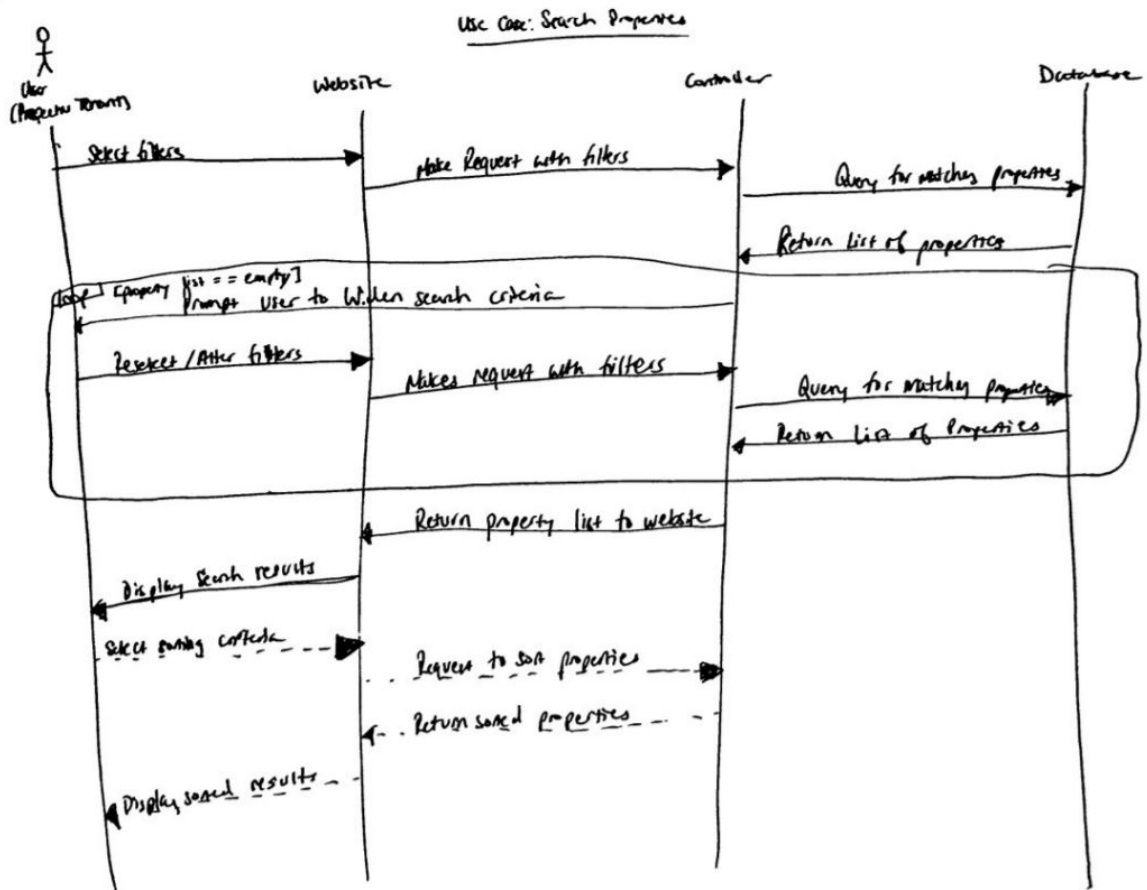 Use Case: Search Properties
User
(Tenant)
Website
Controller
Database
Select filters
Make Request with filters
Query for matches properties
Return List of properties
loop [property list == empty]
Prompt User to Widen search criteria
Reselect / Alter filters
Makes request with filters
Query for matches properties
Return List of Properties
Return property list to website
Display Search results
Select sorting criteria
Request to sort properties
Return sorted properties
Display sorted results